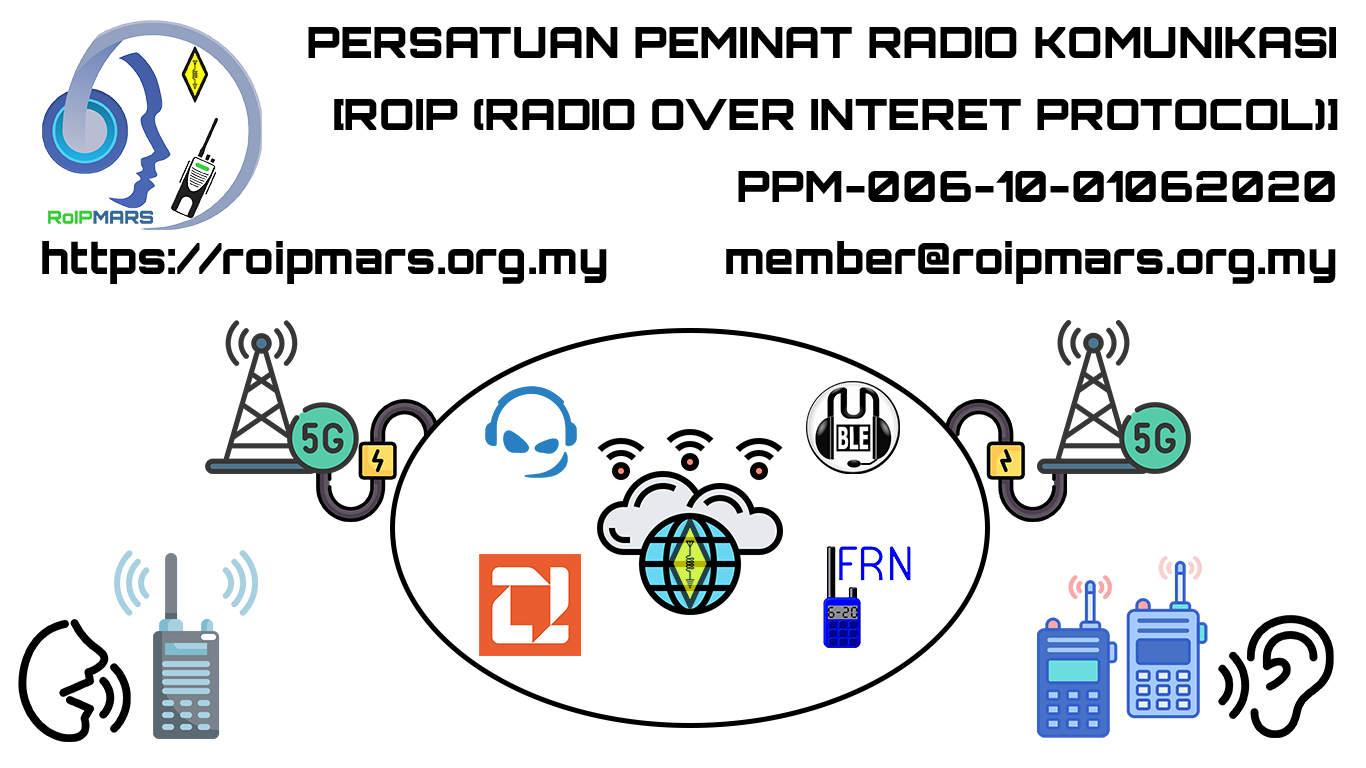 PERSATUAN PEMINAT RADIO KOMUNIKASI
[ROIP (RADIO OVER INTERET PROTOCOL)]
PPM-006-10-01062020
RoIPMARS
https://roipmars.org.my
member@roipmars.org.my
5G
5G
BLE
FRN
6-20